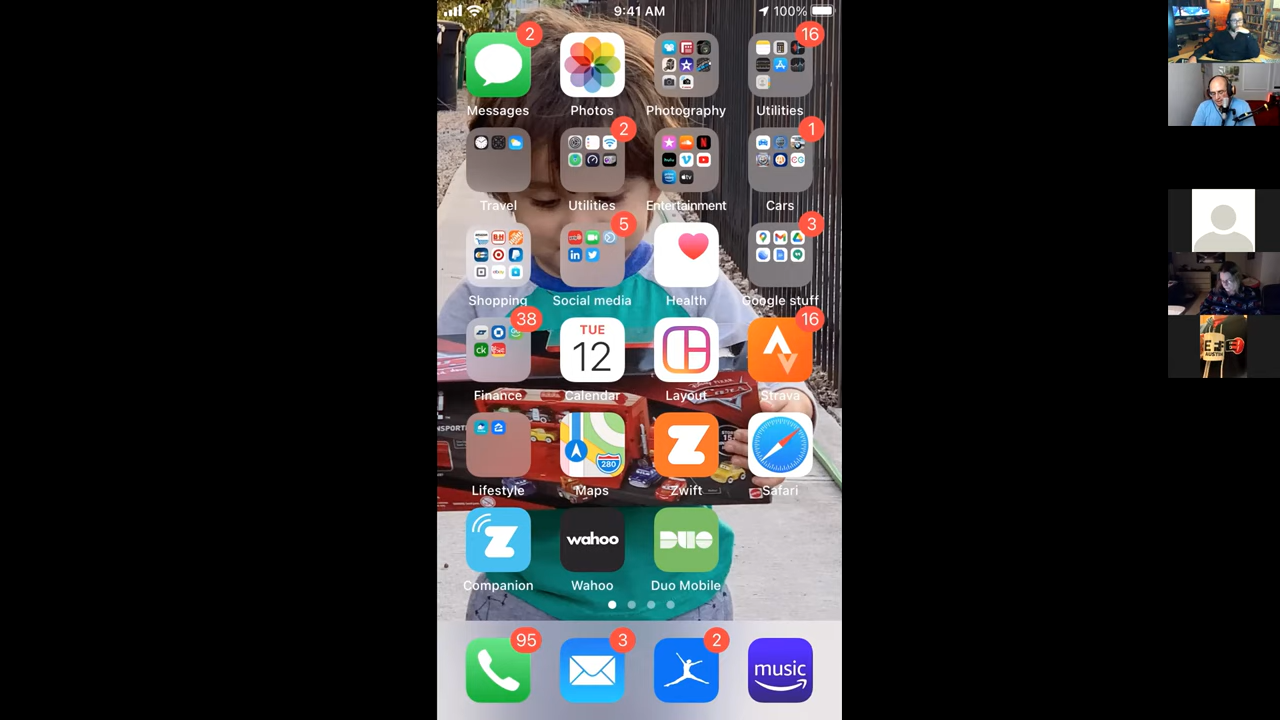 9:41 AM 100%
2 16
Messages Photos Photography Utilities
2 1
Travel Utilities Entertainment Cars
5 3
Shopping Social media Health Google stuff
38 16
TUE
12
Finance Calendar Layout Strava
280
Lifestyle Maps Zwift Safari
wahoo DUO
Companion Wahoo Duo Mobile
95 3 2
music